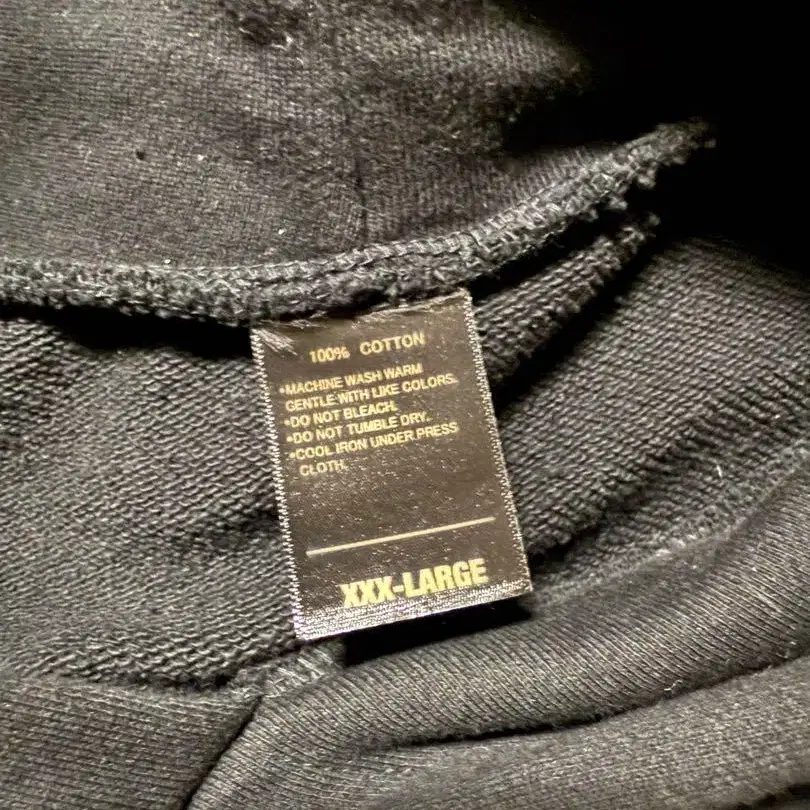 100% COTTON
•MACHINE WASH WARM
GENTLE WITH LIKE COLORS.
•DO NOT BLEACH.
•DO NOT TUMBLE DRY.
•COOL IRON UNDER PRESS
CLOTH.
XXX-LARGE